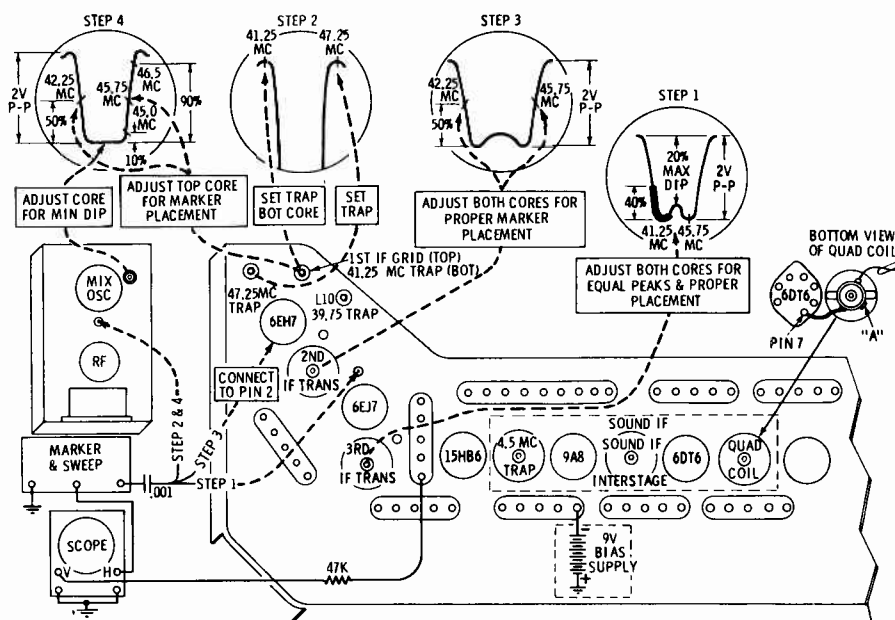 STEP 4
STEP 2
STEP 3
STEP 1
42.25
MC
50%
2V
P-P
46.5
MC
45.75
MC
45.0
MC
90%
10%
41.25
MC
47.25
MC
42.25
MC
50%
45.75
MC
2V
P-P
20%
MAX
DIP
2V
P-P
40%
41.25
MC
45.75
MC
ADJUST CORE
FOR MIN DIP
ADJUST TOP CORE
FOR MARKER
PLACEMENT
SET TRAP
BOT CORE
SET
TRAP
ADJUST BOTH CORES FOR
PROPER MARKER
PLACEMENT
ADJUST BOTH CORES FOR
EQUAL PEAKS & PROPER
PLACEMENT
BOTTOM VIEW
OF QUAD COIL
6DT6
PIN 7
"A"
MIX
OSC
RF
1ST IF GRID (TOP)
41.25 MC TRAP (BOT)
47.25MC
TRAP
L10
39.75 TRAP
6EH7
2ND
IF TRANS
CONNECT
TO PIN 2
6EJ7
3RD
IF TRANS
15HB6
SOUND IF
4.5 MC
TRAP
9A8
SOUND IF
INTERSTAGE
6DT6
QUAD
COIL
MARKER
& SWEEP
.001
STEP 2 & 4
STEP 3
STEP 1
SCOPE
V
H
47K
-
9V
BIAS
SUPPLY
+